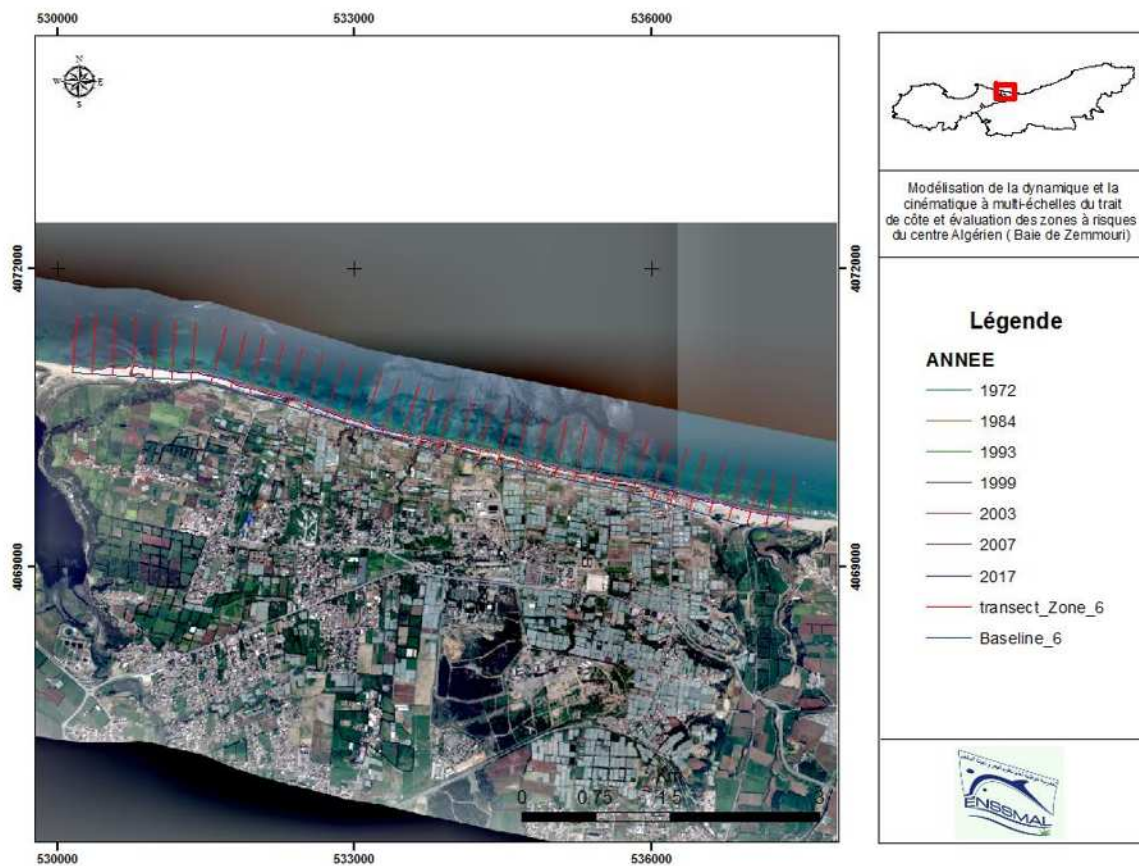 530000 533000 536000
N
W E
S
4072000 4072000
4069000 4069000
0 0,75 1,5 3
530000 533000 536000
Modélisation de la dynamique et la
cinématique à multi-échelles du trait
de côte et évaluation des zones à risques
du centre Algérien ( Baie de Zemmouri)
Légende
ANNEE
1972
1984
1993
1999
2003
2007
2017
transect_Zone_6
Baseline_6
ENSSMAL